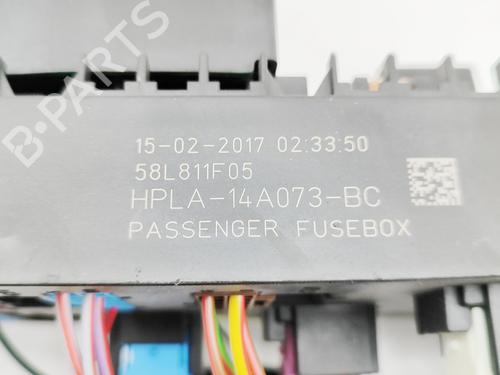 B-PARTS
15-02-2017 02:33:50
58L811F05
HPLA-14A073-BC
PASSENGER FUSEBOX